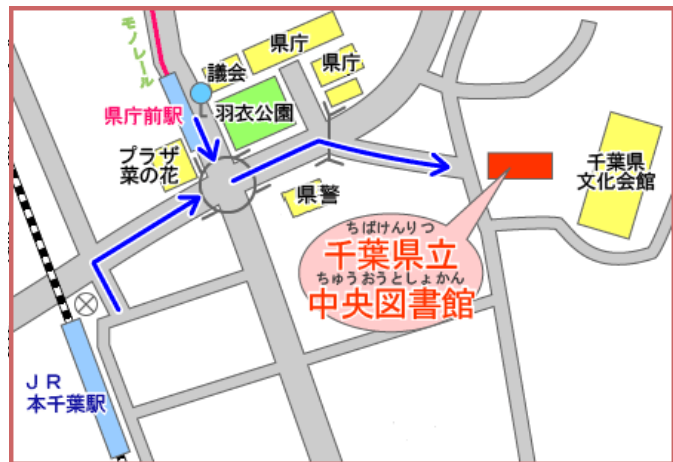 モノレール
県庁
議会
県庁
県庁前駅
羽衣公園
プラザ
菜の花
千葉県
文化会館
県警
ちばけんりつ
千葉県立
ちゅうおうとしょかん
中央図書館
JR
本千葉駅